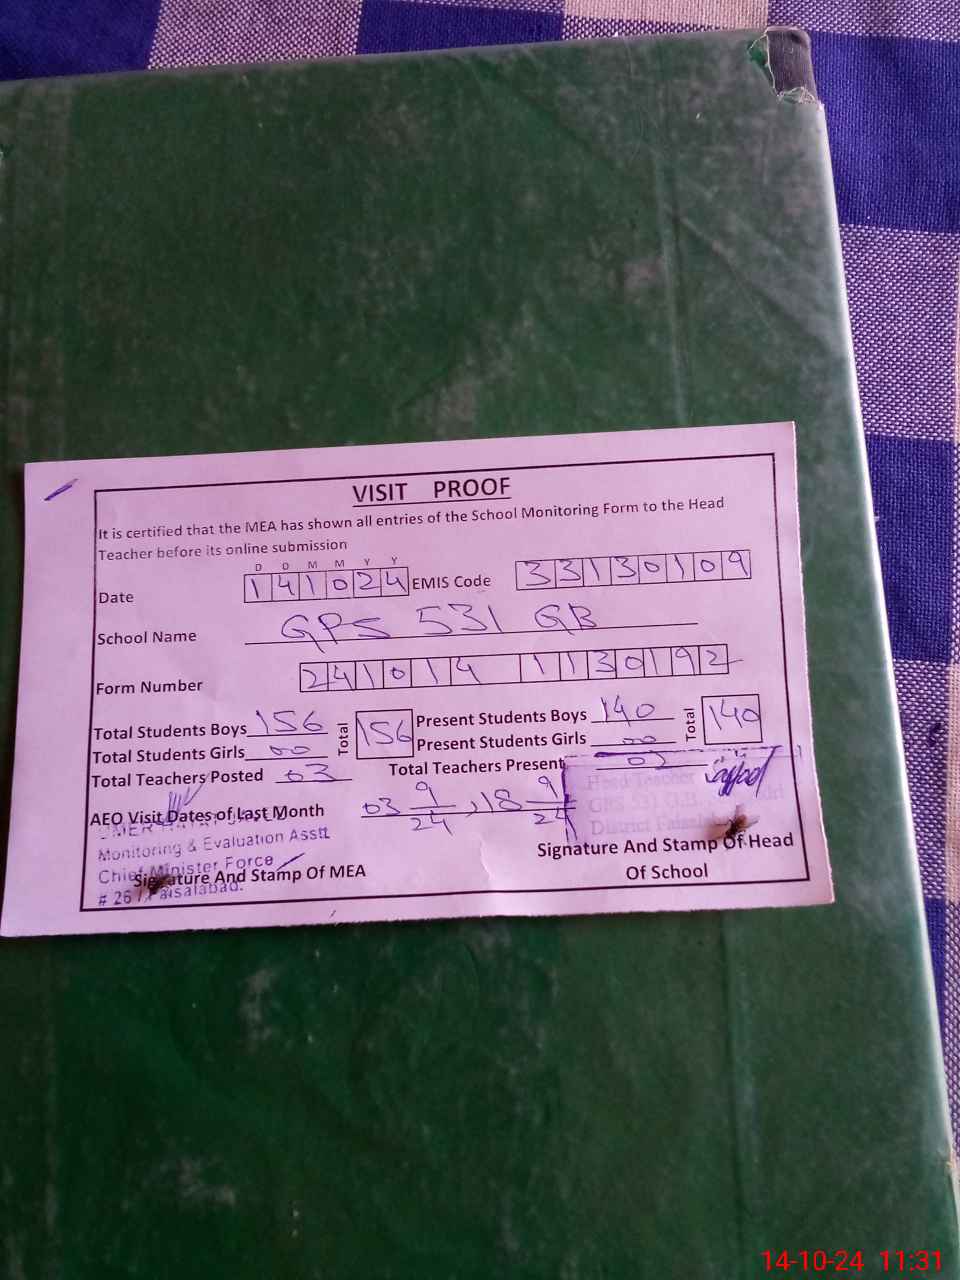 VISIT PROOF
It is certified that the MEA has shown all entries of the School Monitoring Form to the Head
Teacher before its online submission
D D M M Y Y
Date 141024 EMIS Code 33130109
School Name GPS 531 GB
Form Number 241014 1130192
Total Students Boys 156 Total 156 Present Students Boys 140 Total 140
Total Students Girls 00 Present Students Girls 00
Total Teachers Posted 03 Total Teachers Present
AEO Visit Dates of Last Month 03 9/24, 18 9/24
Head Teacher
GPS 531 G.B.
District Faisalabad
Monitoring & Evaluation Asstt
Chief Minister Force
# 26 Faisalabad.
Signature And Stamp Of MEA
Signature And Stamp Of Head
Of School
14-10-24 11:31